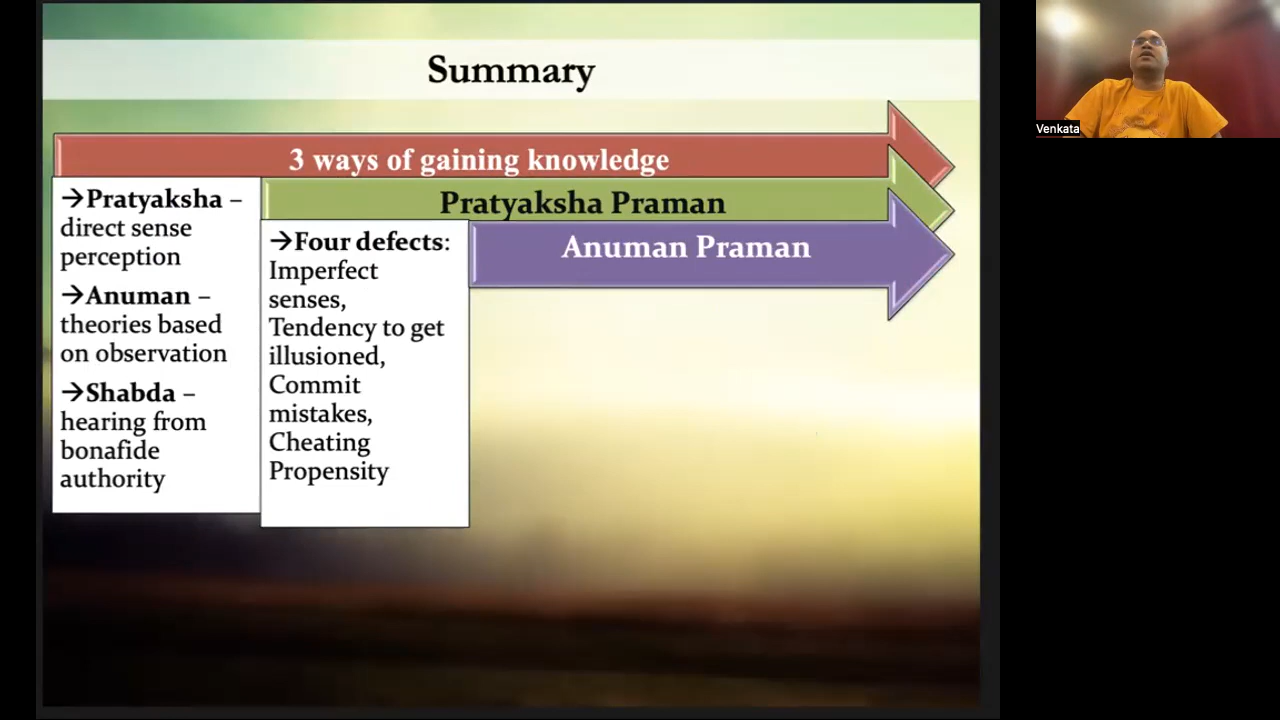 Summary
3 ways of gaining knowledge
→Pratyaksha –
direct sense
perception
→Anuman –
theories based
on observation
→Shabda –
hearing from
bonafide
authority
Pratyaksha Praman
→Four defects:
Imperfect
senses,
Tendency to get
illusioned,
Commit
mistakes,
Cheating
Propensity
Anuman Praman
Venkata